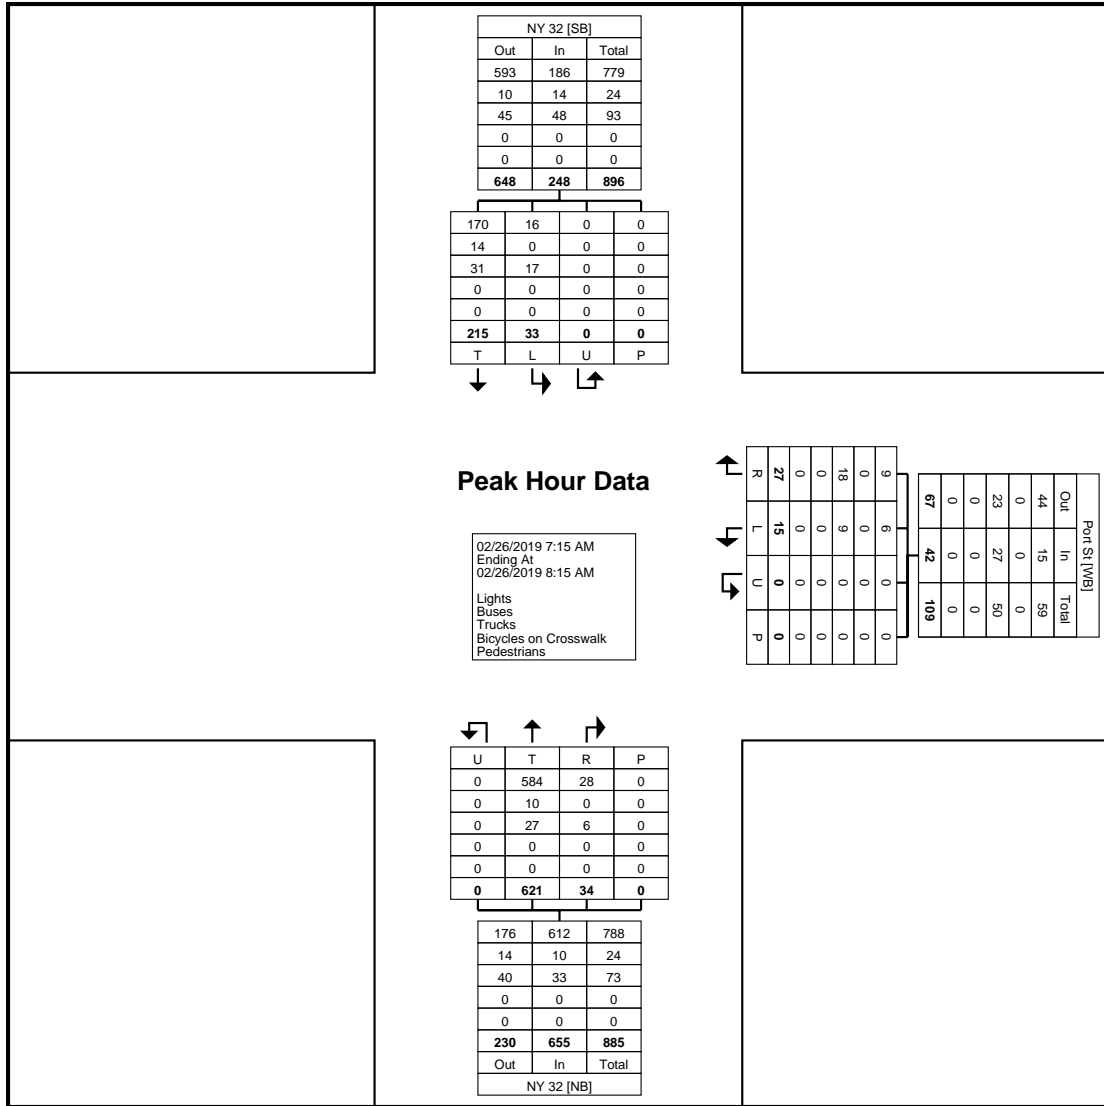 NY 32 [SB]
Out In Total
593 186 779
10 14 24
45 48 93
0 0 0
0 0 0
648 248 896
170 16 0 0
14 0 0 0
31 17 0 0
0 0 0 0
0 0 0 0
215 33 0 0
T L U P
Peak Hour Data
02/26/2019 7:15 AM
Ending At
02/26/2019 8:15 AM
Lights
Buses
Trucks
Bicycles on Crosswalk
Pedestrians
Port St [WB]
Out In Total
44 15 59
0 0 0
23 27 50
0 0 0
0 0 0
67 42 109
9 6 0 0
0 0 0 0
18 9 0 0
0 0 0 0
0 0 0 0
27 15 0 0
R L U P
U T R P
0 584 28 0
0 10 0 0
0 27 6 0
0 0 0 0
0 0 0 0
0 621 34 0
176 612 788
14 10 24
40 33 73
0 0 0
0 0 0
230 655 885
Out In Total
NY 32 [NB]